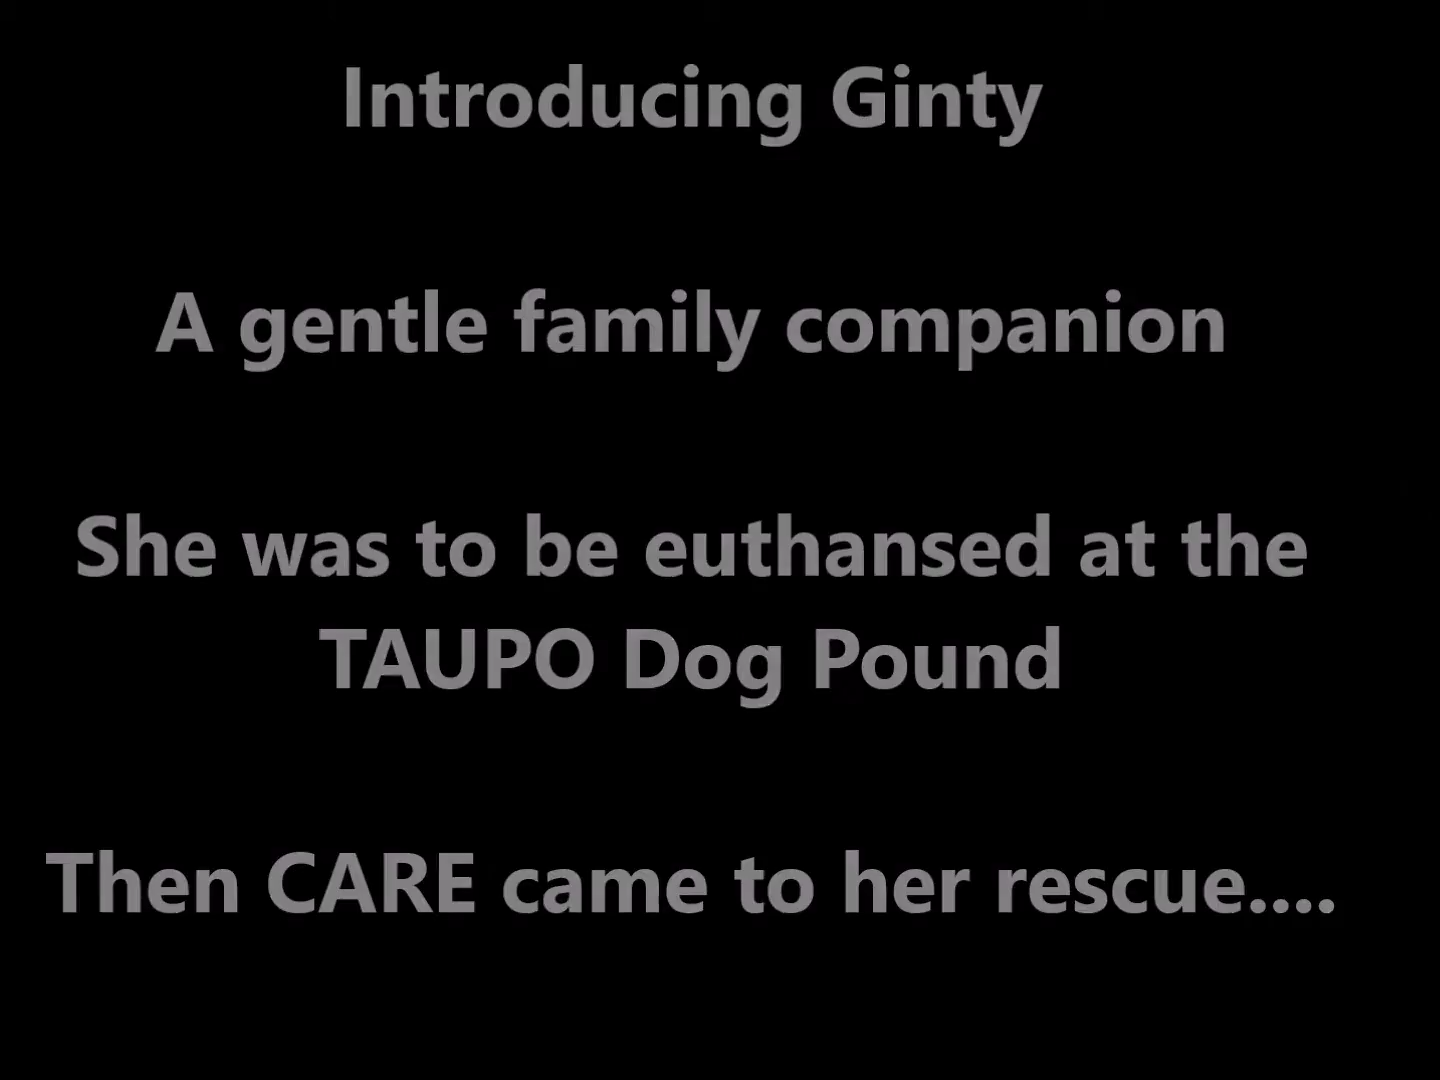 Introducing Ginty
A gentle family companion
She was to be euthansed at the
TAUPO Dog Pound
Then CARE came to her rescue....